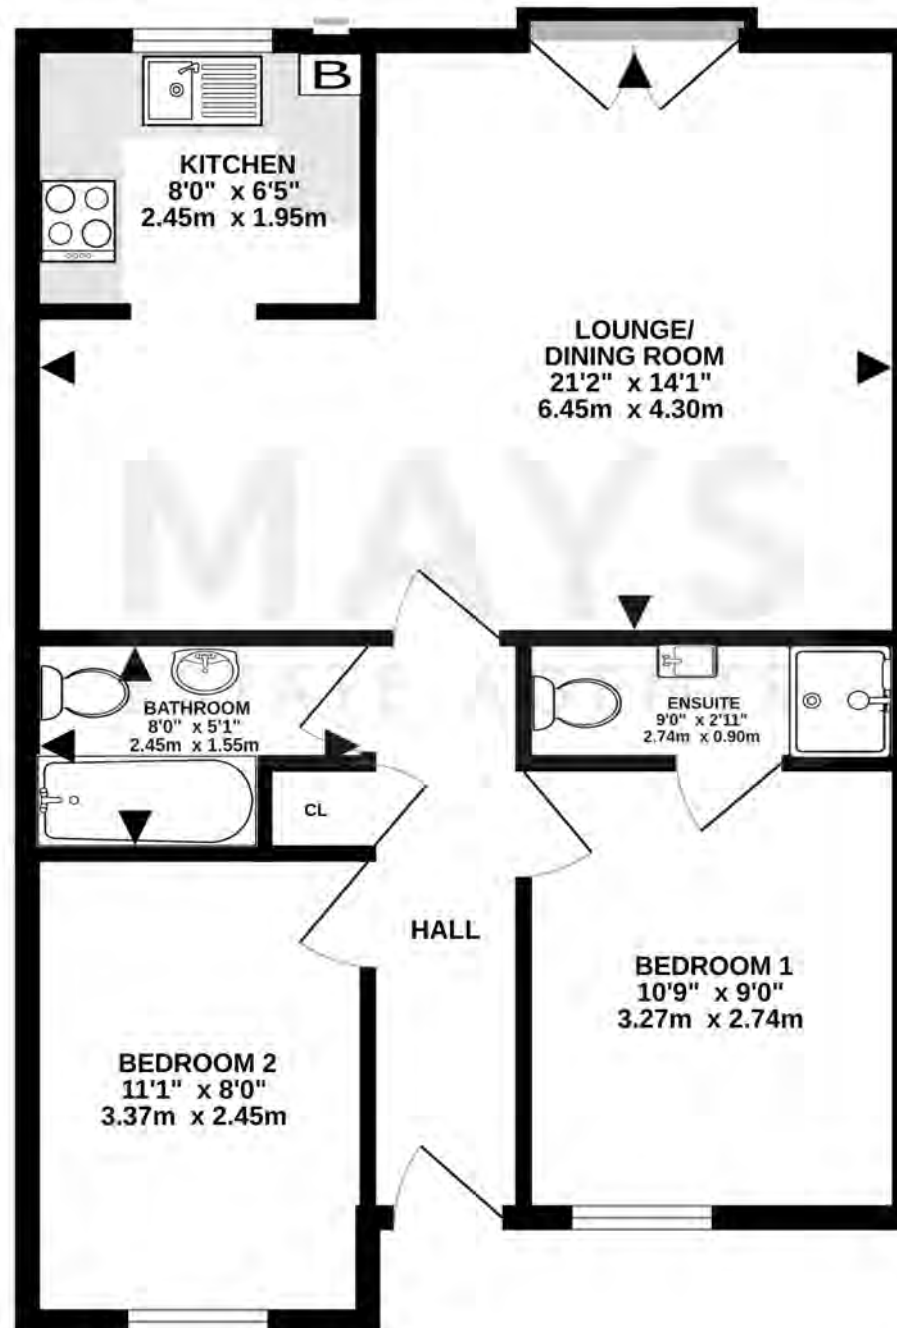 B
KITCHEN
8'0" x 6'5"
2.45m x 1.95m
LOUNGE/
DINING ROOM
21'2" x 14'1"
6.45m x 4.30m
MAYS
BATHROOM
8'0" x 5'1"
2.45m x 1.55m
ENSUITE
9'0" x 2'11"
2.74m x 0.90m
CL
HALL
BEDROOM 1
10'9" x 9'0"
3.27m x 2.74m
BEDROOM 2
11'1" x 8'0"
3.37m x 2.45m